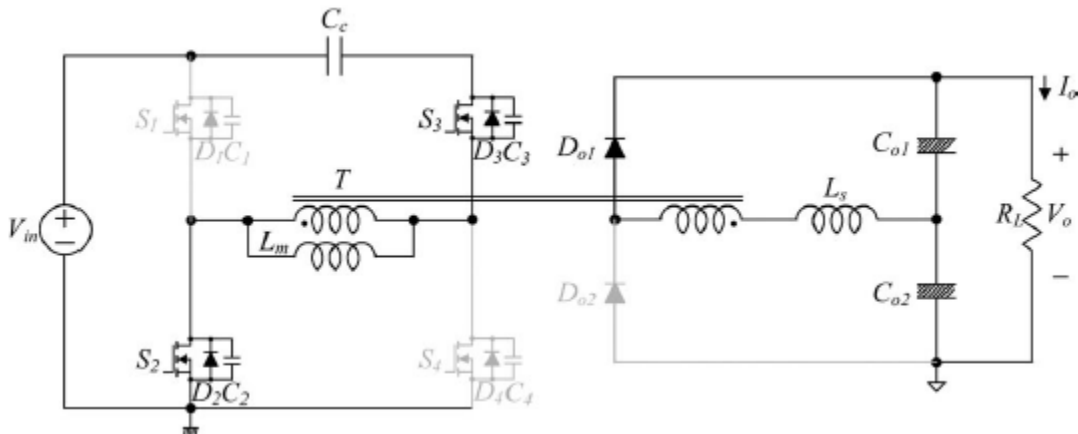 C_c
I_o
S_1
S_3
D_1C_1
D_3C_3
D_o1
C_o1
+
T
L_s
V_in
+
−
L_m
R_L
V_o
D_o2
C_o2
−
S_2
S_4
D_2C_2
D_4C_4